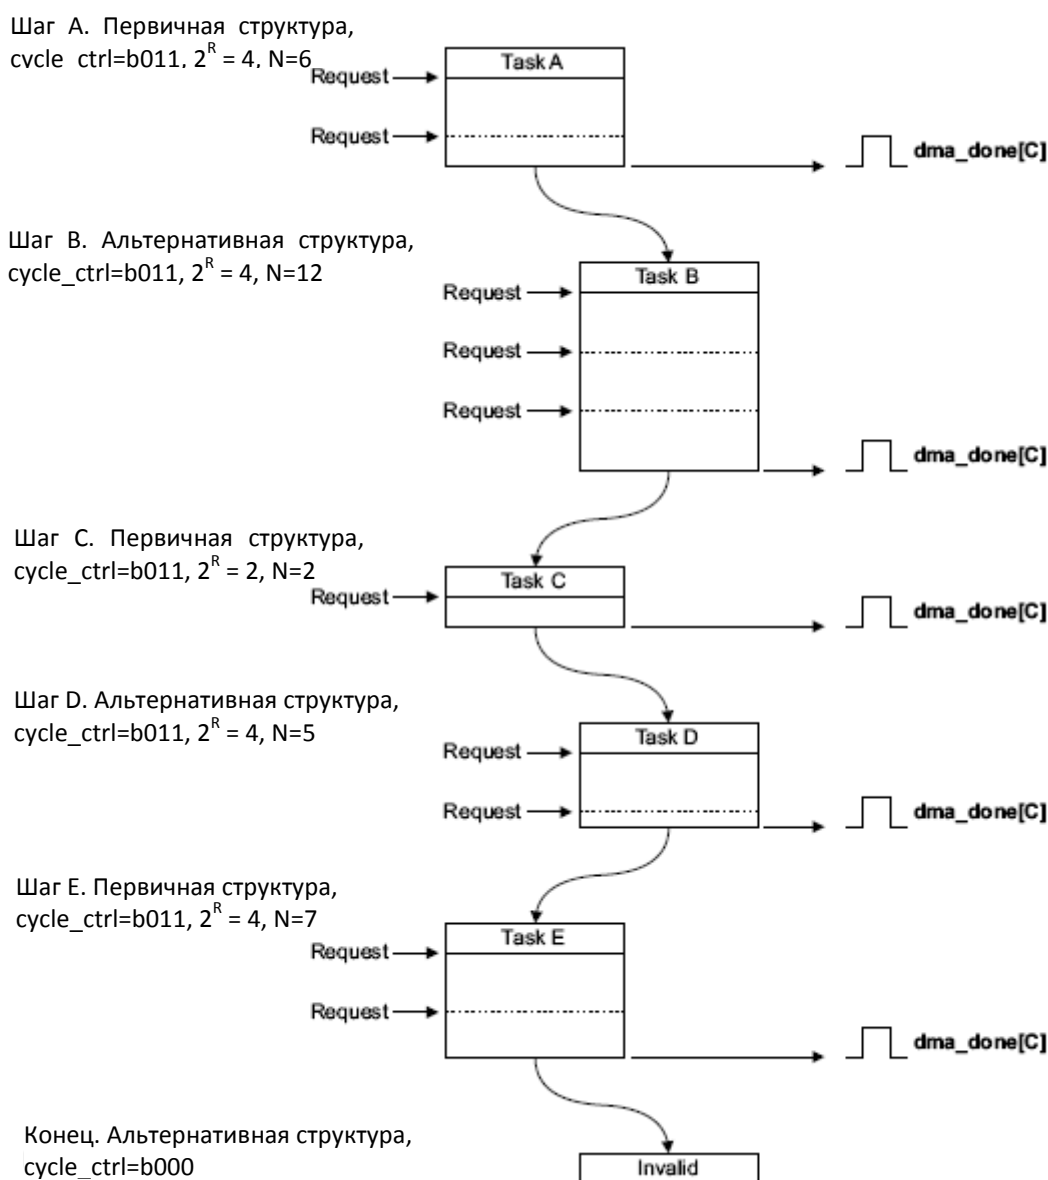 Шаг A. Первичная структура,
cycle_ctrl=b011, 2^R = 4, N=6
Task A
Request
Request
dma_done[C]
Шаг B. Альтернативная структура,
cycle_ctrl=b011, 2^R = 4, N=12
Task B
Request
Request
Request
dma_done[C]
Шаг C. Первичная структура,
cycle_ctrl=b011, 2^R = 2, N=2
Task C
Request
dma_done[C]
Шаг D. Альтернативная структура,
cycle_ctrl=b011, 2^R = 4, N=5
Task D
Request
Request
dma_done[C]
Шаг E. Первичная структура,
cycle_ctrl=b011, 2^R = 4, N=7
Task E
Request
Request
dma_done[C]
Конец. Альтернативная структура,
cycle_ctrl=b000
Invalid